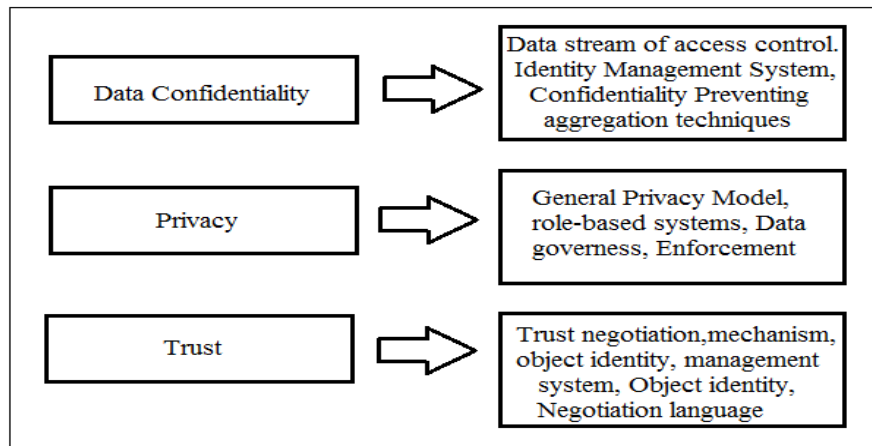 Data Confidentiality
Data stream of access control.
Identity Management System,
Confidentiality Preventing
aggregation techniques
Privacy
General Privacy Model,
role-based systems, Data
governess, Enforcement
Trust
Trust negotiation,mechanism,
object identity, management
system, Object identity,
Negotiation language